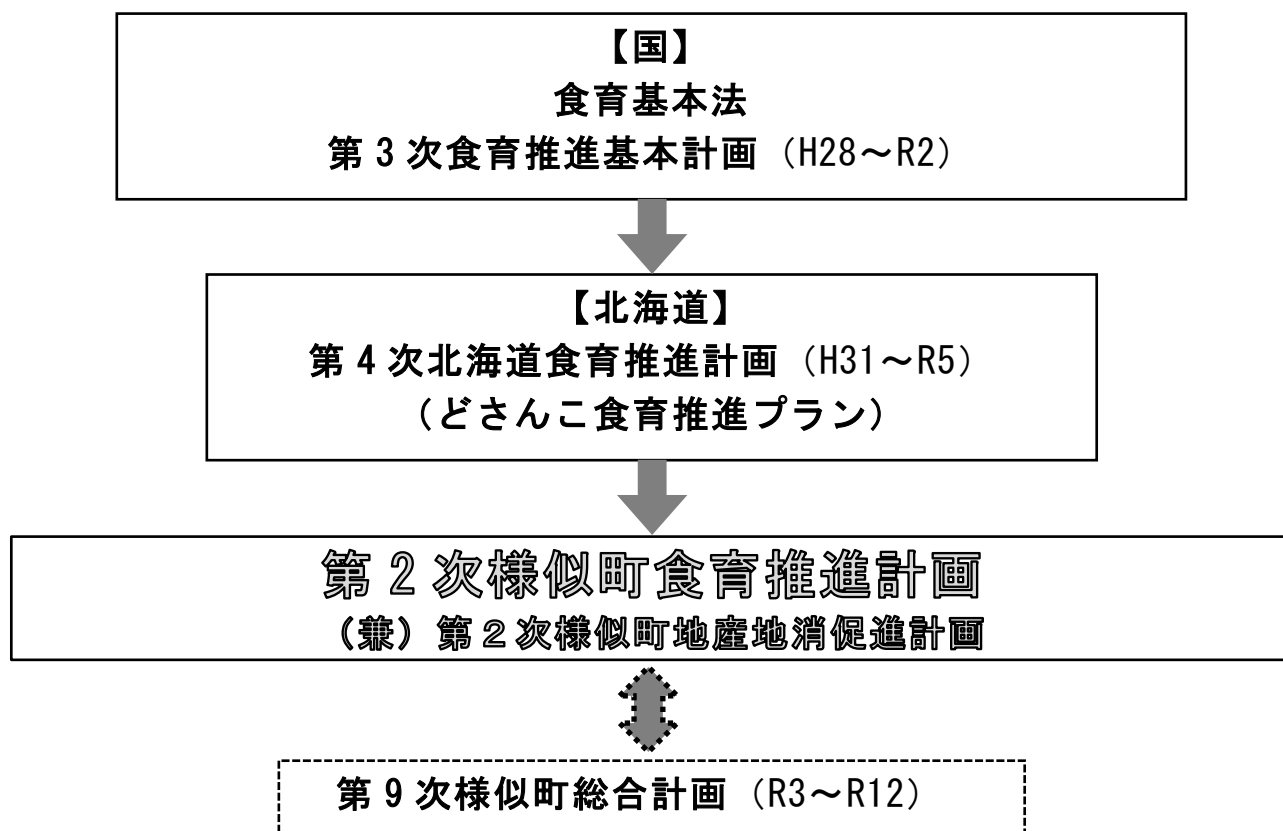 【国】
食育基本法
第3次食育推進基本計画（H28～R2）
【北海道】
第4次北海道食育推進計画（H31～R5）
（どさんこ食育推進プラン）
第2次様似町食育推進計画
（兼）第２次様似町地産地消促進計画
第9次様似町総合計画（R3～R12）